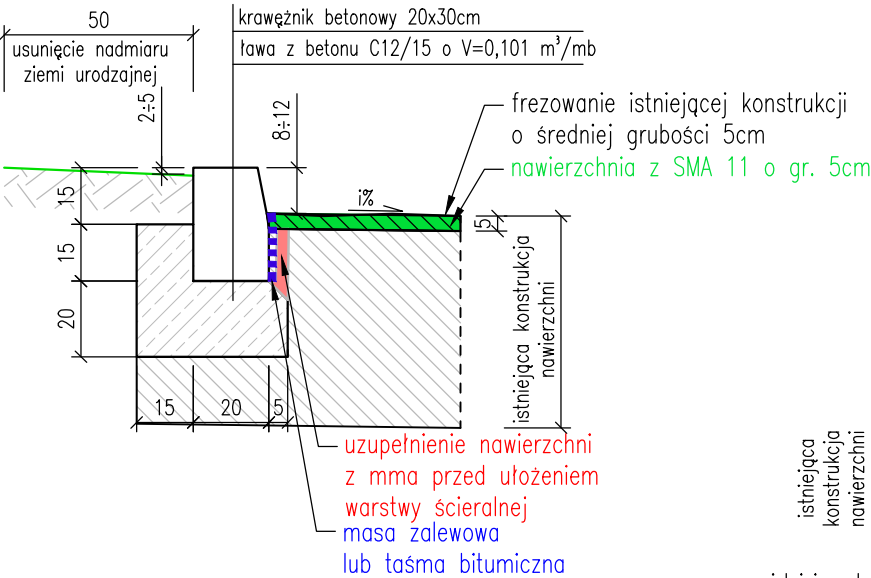 50
usunięcie nadmiaru
ziemi urodzajnej
krawężnik betonowy 20x30cm
ława z betonu C12/15 o V=0,101 m³/mb
2÷5
8÷12
frezowanie istniejącej konstrukcji
o średniej grubości 5cm
nawierzchnia z SMA 11 o gr. 5cm
i%
15
15
20
5
istniejąca konstrukcja
nawierzchni
15
20
5
uzupełnienie nawierzchni
z mma przed ułożeniem
warstwy ścieralnej
masa zalewowa
lub taśma bitumiczna
istniejąca
konstrukcja
nawierzchni